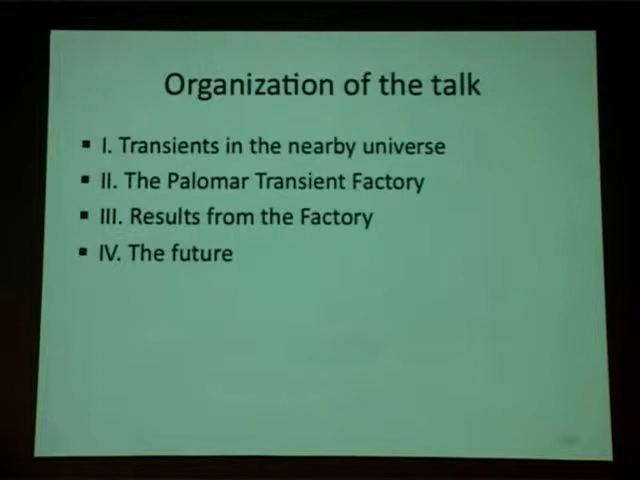 Organization of the talk
▪ I. Transients in the nearby universe
▪ II. The Palomar Transient Factory
▪ III. Results from the Factory
▪ IV. The future